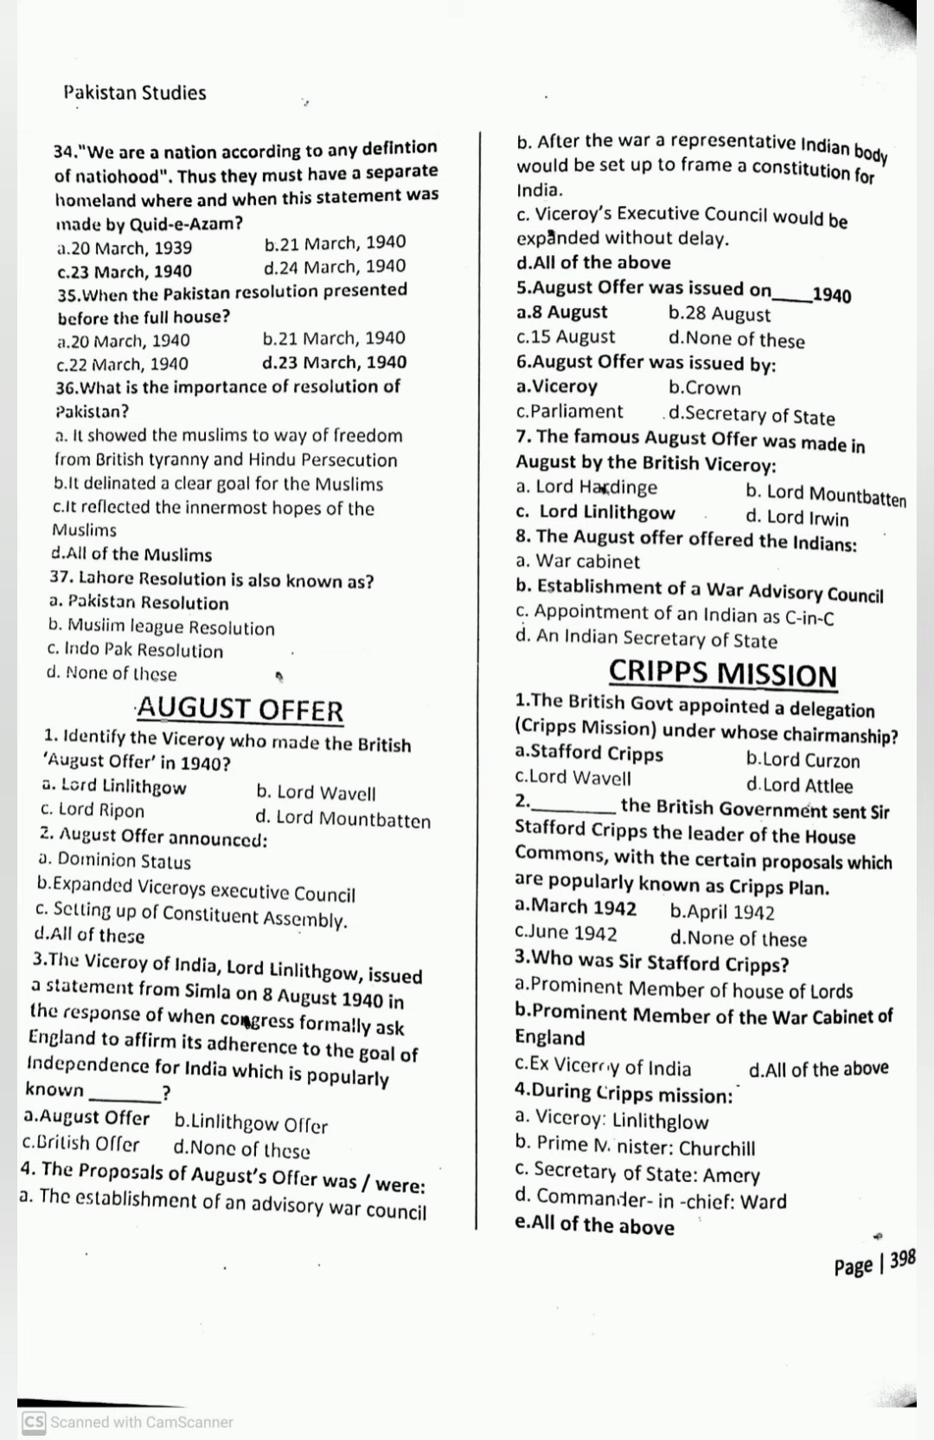 Pakistan Studies
34."We are a nation according to any defintion
of natiohood". Thus they must have a separate
homeland where and when this statement was
made by Quid-e-Azam?
a.20 March, 1939 b.21 March, 1940
c.23 March, 1940 d.24 March, 1940
35.When the Pakistan resolution presented
before the full house?
a.20 March, 1940 b.21 March, 1940
c.22 March, 1940 d.23 March, 1940
36.What is the importance of resolution of
Pakistan?
a. It showed the muslims to way of freedom
from British tyranny and Hindu Persecution
b.It delinated a clear goal for the Muslims
c.It reflected the innermost hopes of the
Muslims
d.All of the Muslims
37. Lahore Resolution is also known as?
a. Pakistan Resolution
b. Muslim league Resolution
c. Indo Pak Resolution
d. None of these
AUGUST OFFER
1. Identify the Viceroy who made the British
‘August Offer’ in 1940?
a. Lord Linlithgow b. Lord Wavell
c. Lord Ripon d. Lord Mountbatten
2. August Offer announced:
a. Dominion Status
b.Expanded Viceroys executive Council
c. Setting up of Constituent Assembly.
d.All of these
3.The Viceroy of India, Lord Linlithgow, issued
a statement from Simla on 8 August 1940 in
the response of when congress formally ask
England to affirm its adherence to the goal of
Independence for India which is popularly
known ________?
a.August Offer b.Linlithgow Offer
c.British Offer d.None of these
4. The Proposals of August’s Offer was / were:
a. The establishment of an advisory war council
b. After the war a representative Indian body
would be set up to frame a constitution for
India.
c. Viceroy’s Executive Council would be
expanded without delay.
d.All of the above
5.August Offer was issued on____1940
a.8 August b.28 August
c.15 August d.None of these
6.August Offer was issued by:
a.Viceroy b.Crown
c.Parliament d.Secretary of State
7. The famous August Offer was made in
August by the British Viceroy:
a. Lord Hardinge b. Lord Mountbatten
c. Lord Linlithgow d. Lord Irwin
8. The August offer offered the Indians:
a. War cabinet
b. Establishment of a War Advisory Council
c. Appointment of an Indian as C-in-C
d. An Indian Secretary of State
CRIPPS MISSION
1.The British Govt appointed a delegation
(Cripps Mission) under whose chairmanship?
a.Stafford Cripps b.Lord Curzon
c.Lord Wavell d.Lord Attlee
2.________ the British Government sent Sir
Stafford Cripps the leader of the House
Commons, with the certain proposals which
are popularly known as Cripps Plan.
a.March 1942 b.April 1942
c.June 1942 d.None of these
3.Who was Sir Stafford Cripps?
a.Prominent Member of house of Lords
b.Prominent Member of the War Cabinet of
England
c.Ex Viceroy of India d.All of the above
4.During Cripps mission:
a. Viceroy: Linlithglow
b. Prime Minister: Churchill
c. Secretary of State: Amery
d. Commander- in -chief: Ward
e.All of the above
Page | 398
CS Scanned with CamScanner